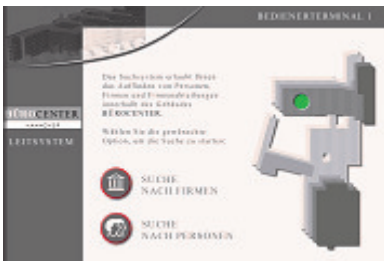 BEDIENERTERMINAL 1
Das Suchsystem erlaubt Ihnen
das Auffinden von Personen,
Firmen und Firmenabteilungen
innerhalb des Gebäudes
BÜROCENTER.
Wählen Sie die gewünschte
Option, um die Suche zu starten:
BÜROCENTER
LEITSYSTEM
SUCHE
NACH FIRMEN
SUCHE
NACH PERSONEN